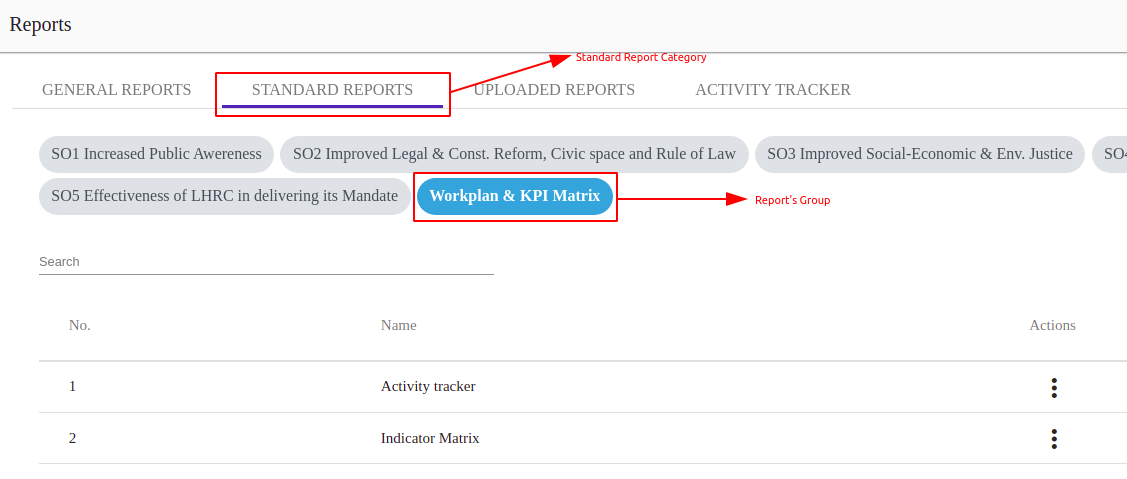 Reports
Standard Report Category
GENERAL REPORTS STANDARD REPORTS UPLOADED REPORTS ACTIVITY TRACKER
SO1 Increased Public Awereness SO2 Improved Legal & Const. Reform, Civic space and Rule of Law SO3 Improved Social-Economic & Env. Justice SO4
SO5 Effectiveness of LHRC in delivering its Mandate Workplan & KPI Matrix Report's Group
Search
No. Name Actions
1 Activity tracker
2 Indicator Matrix